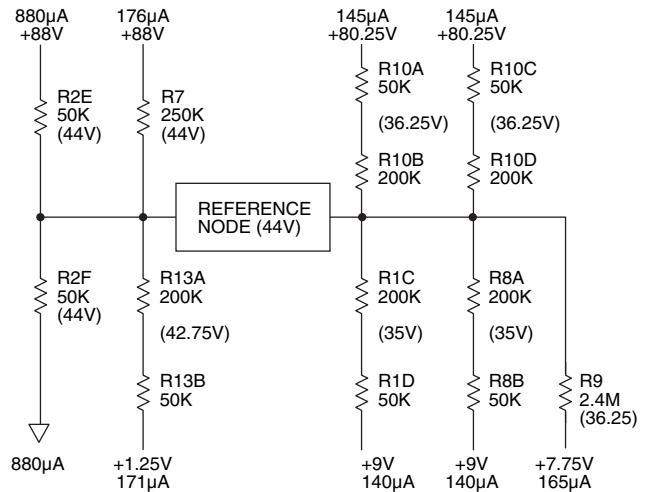 880µA
+88V
176µA
+88V
145µA
+80.25V
145µA
+80.25V
R2E
50K
(44V)
R7
250K
(44V)
R10A
50K
(36.25V)
R10B
200K
R10C
50K
(36.25V)
R10D
200K
REFERENCE
NODE (44V)
R2F
50K
(44V)
R13A
200K
(42.75V)
R13B
50K
R1C
200K
(35V)
R1D
50K
R8A
200K
(35V)
R8B
50K
R9
2.4M
(36.25)
880µA
+1.25V
171µA
+9V
140µA
+9V
140µA
+7.75V
165µA